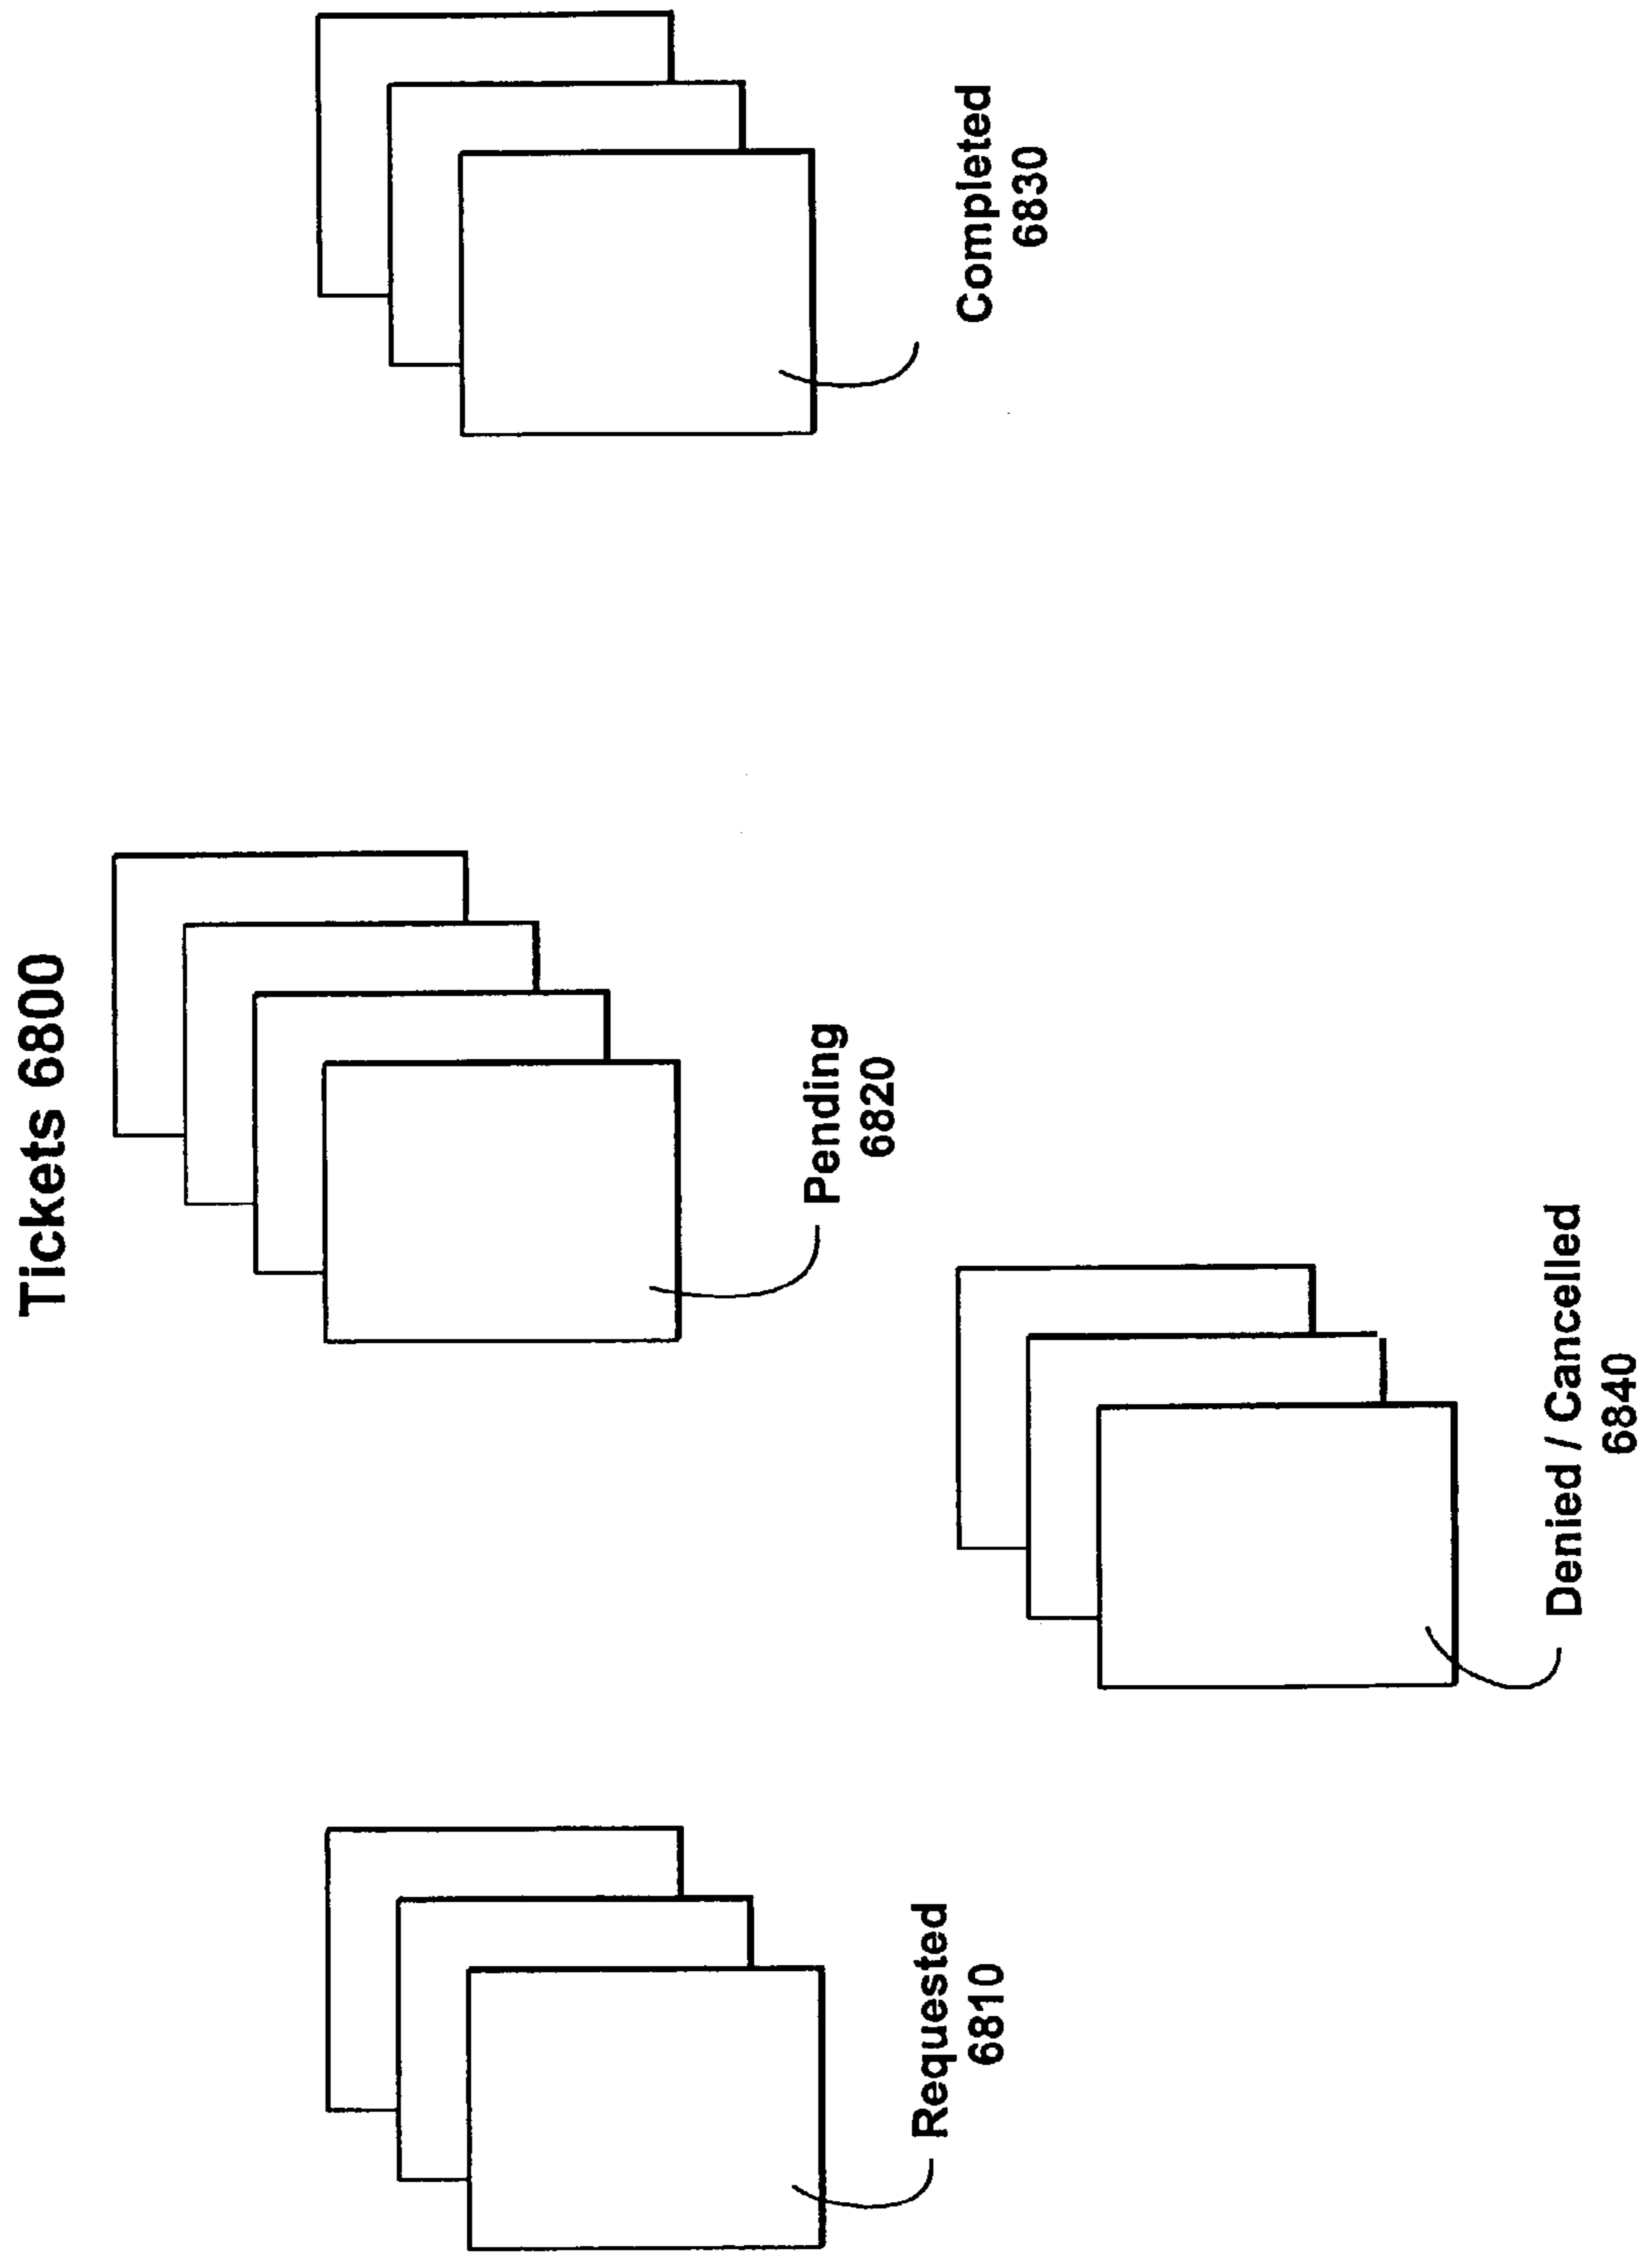 Tickets 6800
Requested
6810
Pending
6820
Completed
6830
Denied / Cancelled
6840